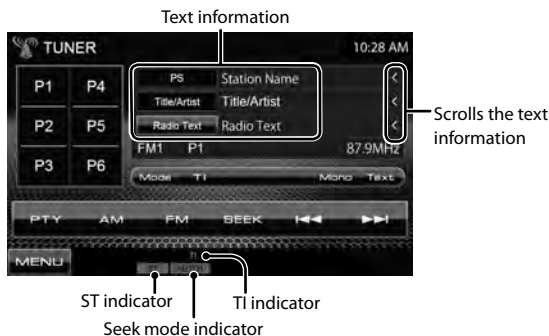 Text information
TUNER
10:28 AM
P1 P4
P2 P5
P3 P6
PS Station Name
Title/Artist Title/Artist
Radio Text Radio Text
<
<
<
Scrolls the text
information
FM1 P1 87.9MHz
Mode TI Mono Text
PTY AM FM SEEK
MENU
TI
ST indicator
TI indicator
Seek mode indicator